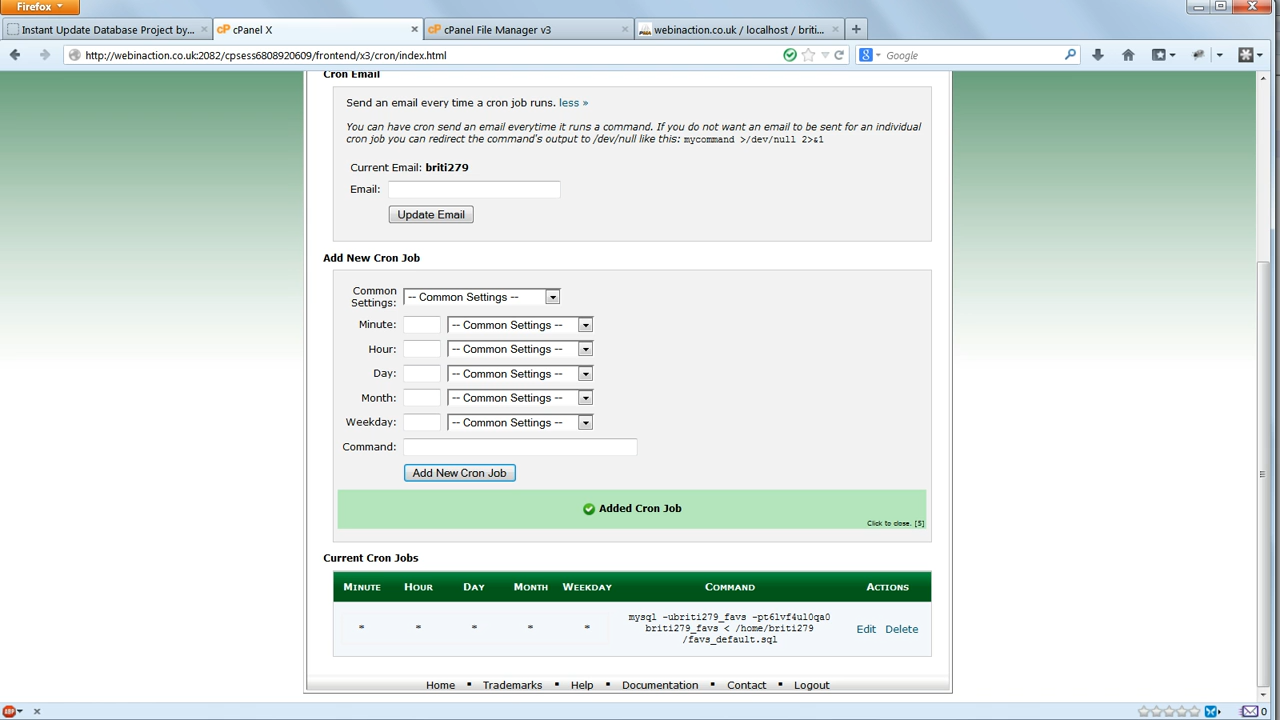 Firefox
Instant Update Database Project by...
cPanel X
cPanel File Manager v3
webinaction.co.uk / localhost / briti...
http://webinaction.co.uk:2082/cpsess6808920609/frontend/x3/cron/index.html
Google
Cron Email
Send an email every time a cron job runs. less »
You can have cron send an email everytime it runs a command. If you do not want an email to be sent for an individual
cron job you can redirect the command's output to /dev/null like this: mycommand >/dev/null 2>&1
Current Email: briti279
Email:
Update Email
Add New Cron Job
Common
Settings:
-- Common Settings --
Minute: -- Common Settings --
Hour: -- Common Settings --
Day: -- Common Settings --
Month: -- Common Settings --
Weekday: -- Common Settings --
Command:
Add New Cron Job
Added Cron Job
Click to close. [5]
Current Cron Jobs
MINUTE HOUR DAY MONTH WEEKDAY COMMAND ACTIONS
mysql -ubriti279_favs -pt6lvf4ul0qa0
* * * * * briti279_favs < /home/briti279 Edit Delete
/favs_default.sql
Home ▪ Trademarks ▪ Help ▪ Documentation ▪ Contact ▪ Logout
ABP
0